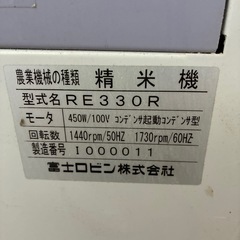 農業機械の種類 精米機
型式名 RE330R
モータ 450W/100V コンデンサ起動コンデンサ型
回転数 1440rpm/50HZ 1730rpm/60HZ
製造番号 1000011
富士ロビン株式会社